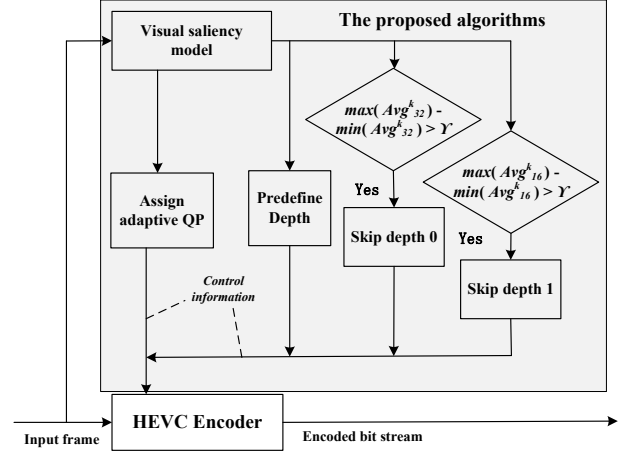 The proposed algorithms
Visual saliency
model
max( Avg^k_32 ) -
min( Avg^k_32 ) > ϒ
max( Avg^k_16 ) -
min( Avg^k_16 ) > ϒ
Assign
adaptive QP
Predefine
Depth
Yes
Skip depth 0
Yes
Skip depth 1
Control
information
HEVC Encoder
Input frame
Encoded bit stream